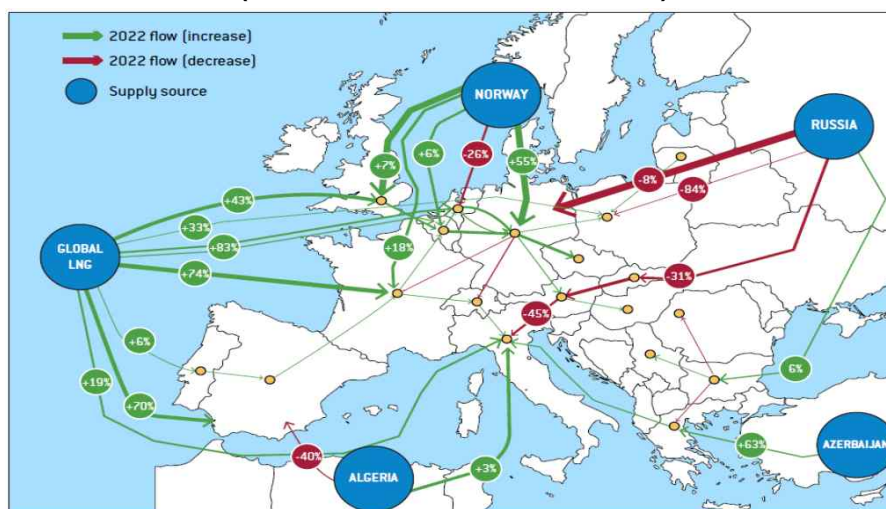 2022 flow (increase)
2022 flow (decrease)
Supply source
NORWAY
RUSSIA
+7%
+6%
-26%
+55%
-8%
-84%
+43%
+33%
+83%
+18%
GLOBAL
LNG
+74%
-31%
-45%
+6%
+19%
+70%
6%
-40%
ALGERIA
+3%
+63%
AZERBAIJAN